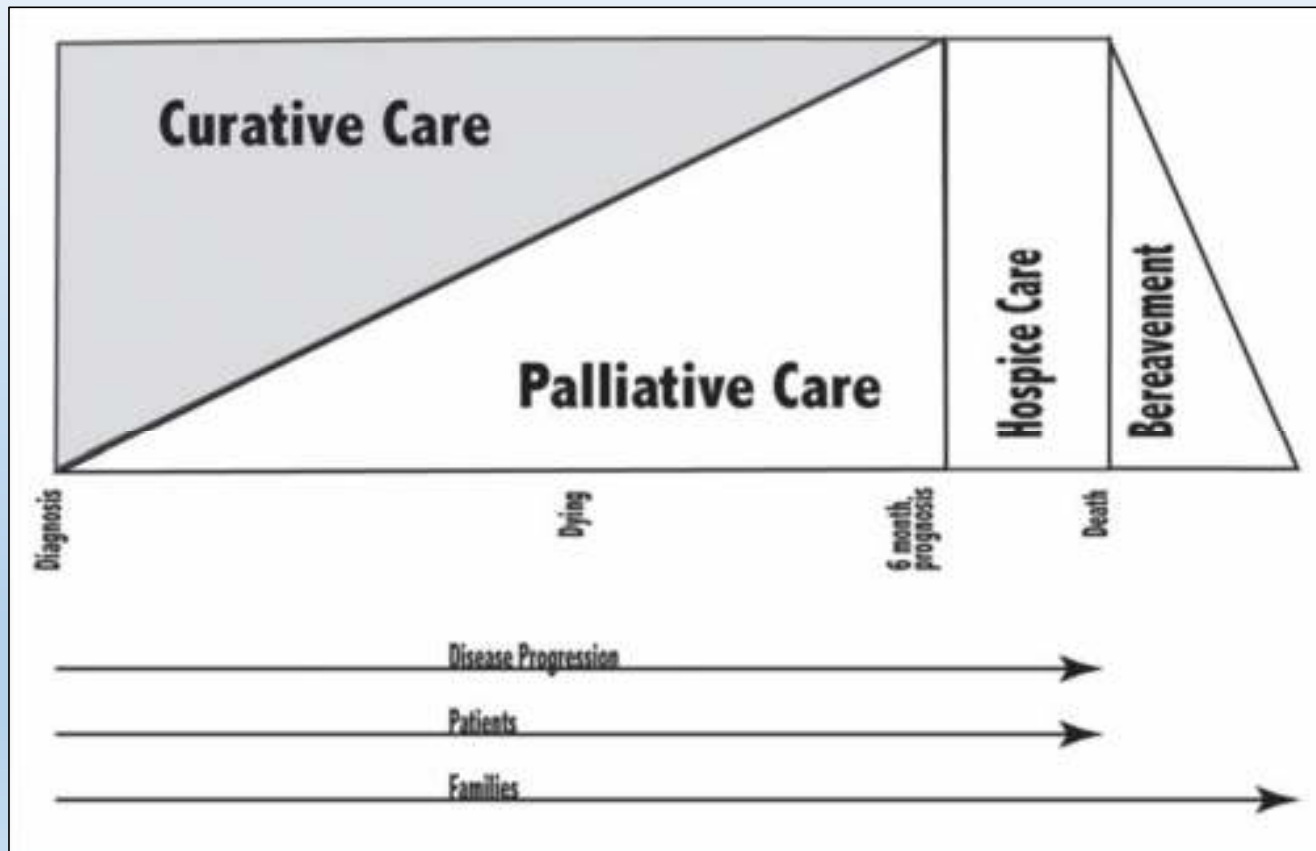 Curative Care
Palliative Care
Hospice Care
Bereavement
Diagnosis
Dying
6 month,
prognosis
Death
Disease Progression
Patients
Families